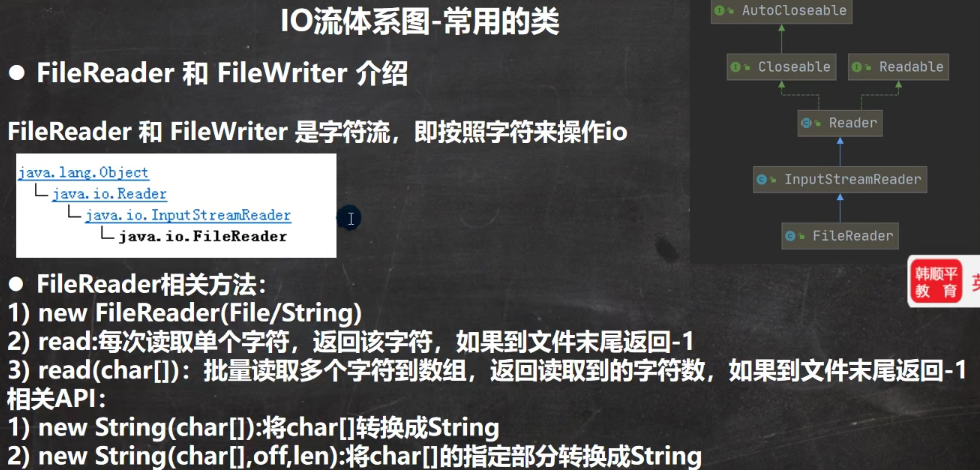 IO流体系图-常用的类
● FileReader 和 FileWriter 介绍
FileReader 和 FileWriter 是字符流，即按照字符来操作io
java.lang.Object
java.io.Reader
java.io.InputStreamReader
java.io.FileReader
AutoCloseable
Closeable
Readable
Reader
InputStreamReader
FileReader
韩顺平
教 育
● FileReader相关方法：
1) new FileReader(File/String)
2) read:每次读取单个字符，返回该字符，如果到文件末尾返回-1
3) read(char[])：批量读取多个字符到数组，返回读取到的字符数，如果到文件末尾返回-1
相关API：
1) new String(char[]):将char[]转换成String
2) new String(char[],off,len):将char[]的指定部分转换成String